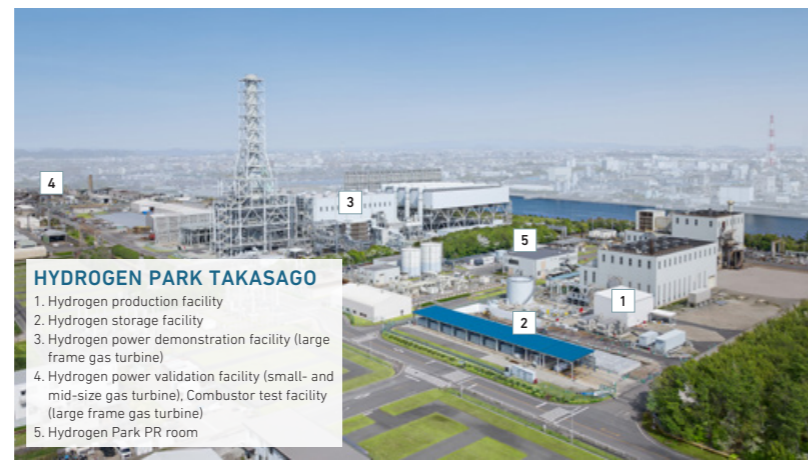 4
3
5
1
2
HYDROGEN PARK TAKASAGO
1. Hydrogen production facility
2. Hydrogen storage facility
3. Hydrogen power demonstration facility (large
frame gas turbine)
4. Hydrogen power validation facility (small- and
mid-size gas turbine), Combustor test facility
(large frame gas turbine)
5. Hydrogen Park PR room